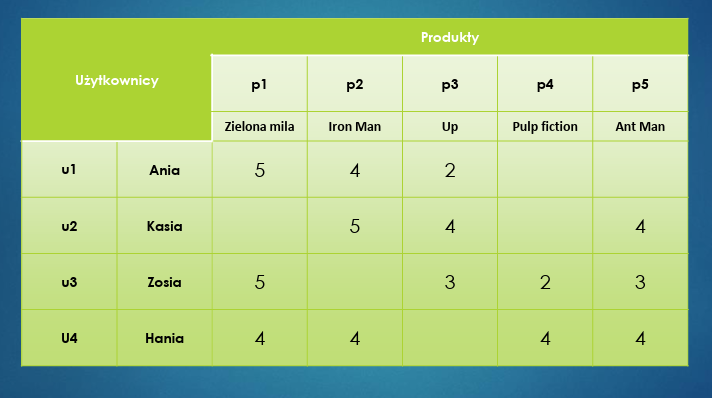 Produkty
Użytkownicy
p1 p2 p3 p4 p5
Zielona mila Iron Man Up Pulp fiction Ant Man
u1 Ania 5 4 2
u2 Kasia 5 4 4
u3 Zosia 5 3 2 3
U4 Hania 4 4 4 4